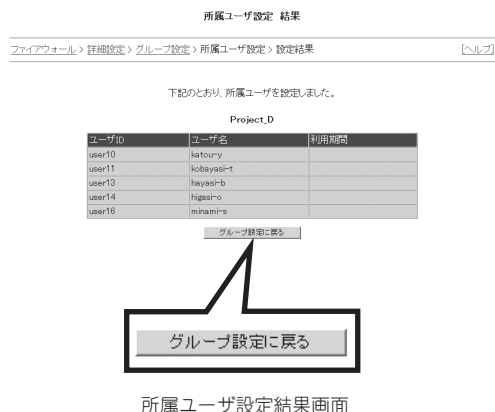 所属ユーザ設定 結果
ファイアウォール > 詳細設定 > グループ設定 > 所属ユーザ設定 > 設定結果 [ヘルプ]
下記のとおり、所属ユーザを設定しました。
Project_D
ユーザID ユーザ名 利用期間
user10 katou-y
user11 kobayasi-t
user13 hayasi-b
user14 higasi-o
user16 minami-s
グループ設定に戻る
グループ設定に戻る
所属ユーザ設定結果画面